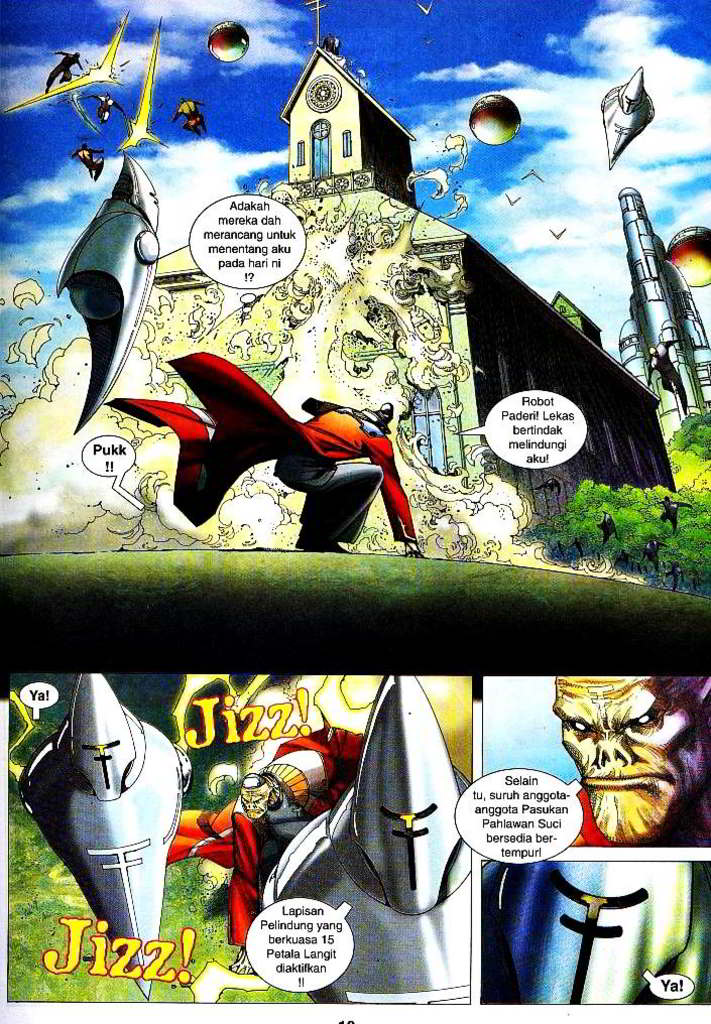 Adakah
mereka dah
merancang untuk
menentang aku
pada hari ni
!?
Robot
Paderi! Lekas
bertindak
melindungi
aku!
Pukk
!!
Ya!
Jizz!
Selain
tu, suruh anggota-
anggota Pasukan
Pahlawan Suci
bersedia ber-
tempur!
Lapisan
Pelindung yang
berkuasa 15
Petala Langit
diaktifkan
!!
Jizz!
Ya!